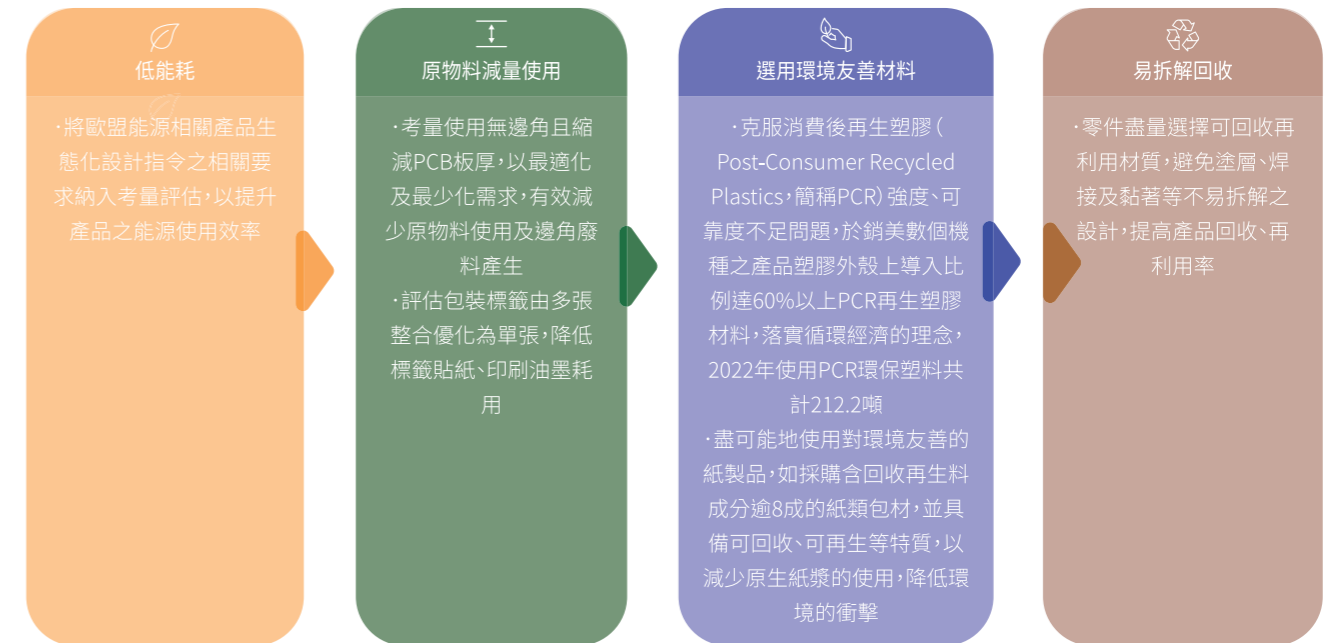 低能耗
·將歐盟能源相關產品生
態化設計指令之相關要
求納入考量評估，以提升
產品之能源使用效率
原物料減量使用
·考量使用無邊角且縮
減PCB板厚，以最適化
及最少化需求，有效減
少原物料使用及邊角廢
料產生
·評估包裝標籤由多張
整合優化為單張，降低
標籤貼紙、印刷油墨耗
用
選用環境友善材料
·克服消費後再生塑膠（
Post-Consumer Recycled
Plastics，簡稱PCR）強度、可
靠度不足問題，於銷美數個機
種之產品塑膠外殼上導入比
例達60%以上PCR再生塑膠
材料，落實循環經濟的理念，
2022年使用PCR環保塑料共
計212.2噸
·盡可能地使用對環境友善的
紙製品，如採購含回收再生料
成分逾8成的紙類包材，並具
備可回收、可再生等特質，以
減少原生紙漿的使用，降低環
境的衝擊
易拆解回收
·零件盡量選擇可回收再
利用材質，避免塗層、焊
接及黏著等不易拆解之
設計，提高產品回收、再
利用率